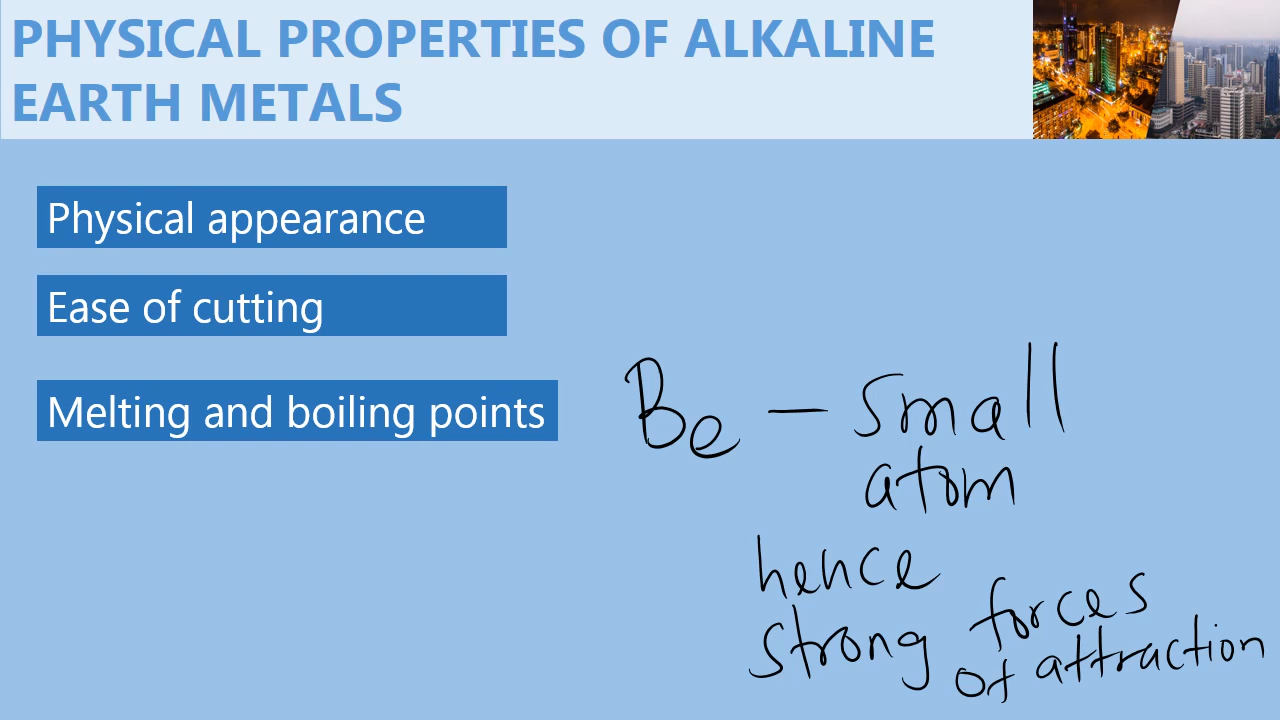 PHYSICAL PROPERTIES OF ALKALINE
EARTH METALS
Physical appearance
Ease of cutting
Melting and boiling points
Be – small
atom
hence
strong forces
of attraction